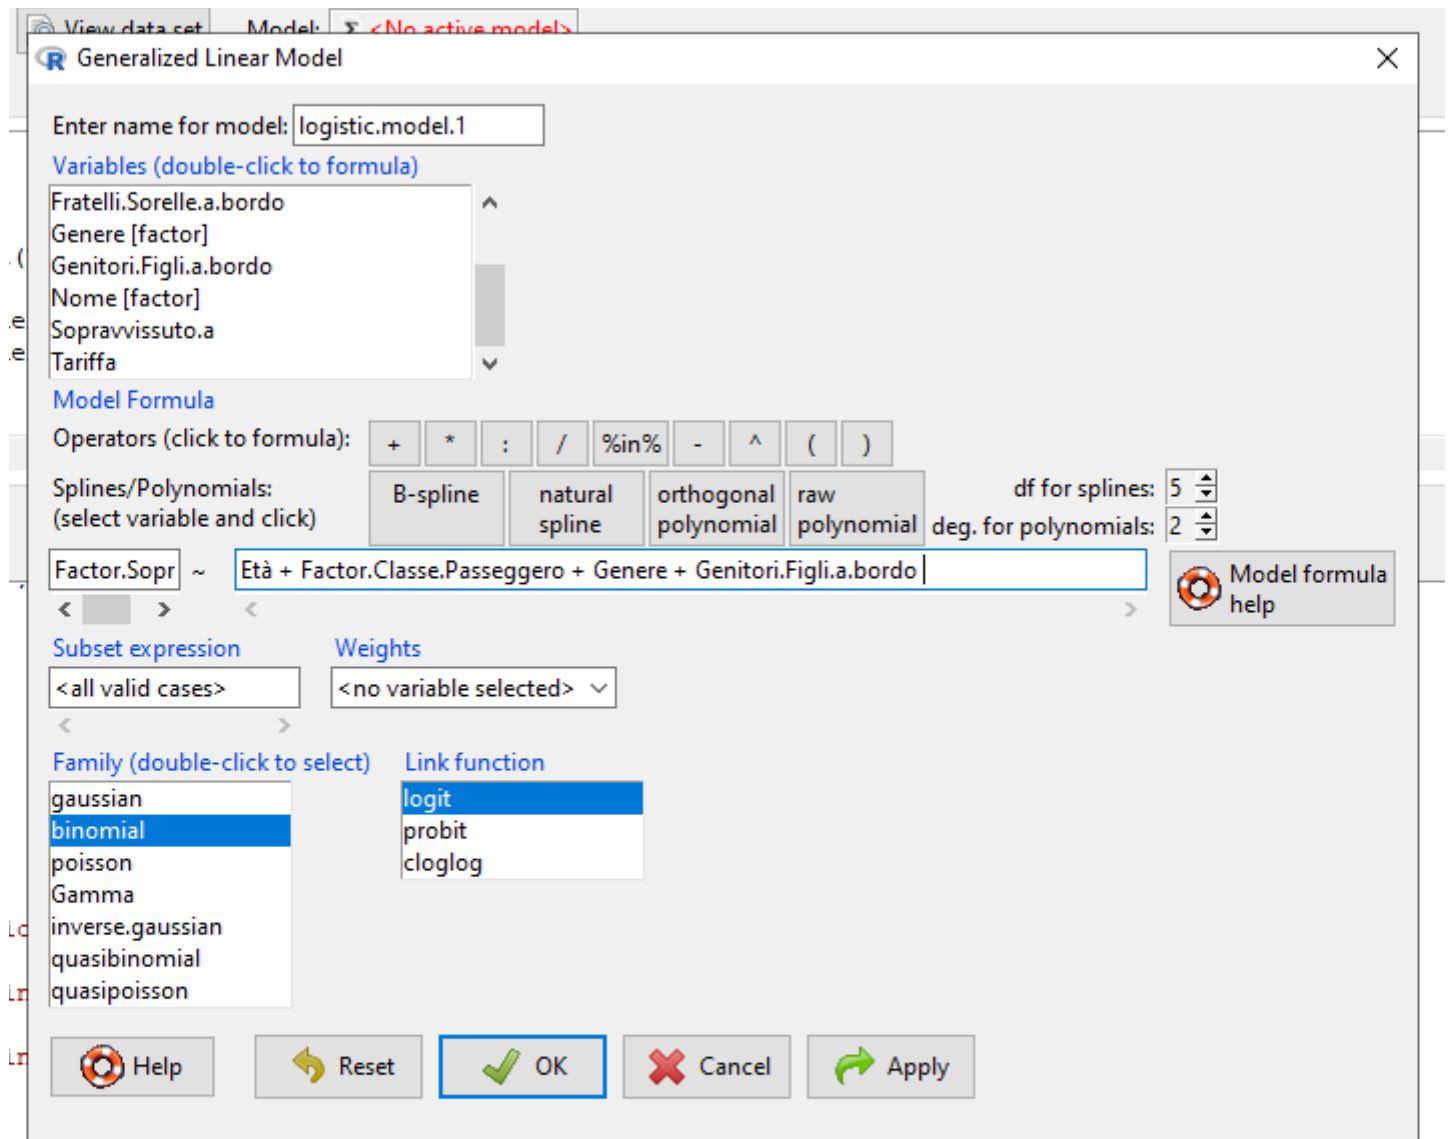 View data set Model: Σ <No active model>
R Generalized Linear Model
Enter name for model: logistic.model.1
Variables (double-click to formula)
Fratelli.Sorelle.a.bordo
Genere [factor]
Genitori.Figli.a.bordo
Nome [factor]
Sopravvissuto.a
Tariffa
Model Formula
Operators (click to formula): + * : / %in% - ^ ( )
Splines/Polynomials:
(select variable and click)
B-spline
natural
spline
orthogonal
polynomial
raw
polynomial
df for splines: 5
deg. for polynomials: 2
Factor.Sopr ~ Età + Factor.Classe.Passeggero + Genere + Genitori.Figli.a.bordo
Model formula
help
Subset expression Weights
<all valid cases> <no variable selected>
Family (double-click to select) Link function
gaussian
binomial
poisson
Gamma
inverse.gaussian
quasibinomial
quasipoisson
logit
probit
cloglog
Help Reset OK Cancel Apply